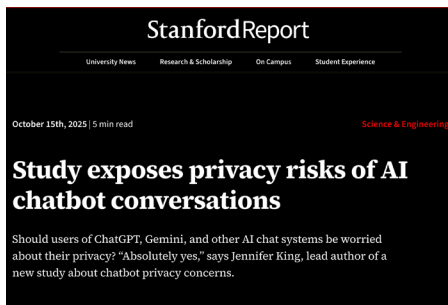 Stanford Report
University News Research & Scholarship On Campus Student Experience
October 15th, 2025 | 5 min read Science & Engineering
Study exposes privacy risks of AI
chatbot conversations
Should users of ChatGPT, Gemini, and other AI chat systems be worried
about their privacy? “Absolutely yes,” says Jennifer King, lead author of a
new study about chatbot privacy concerns.